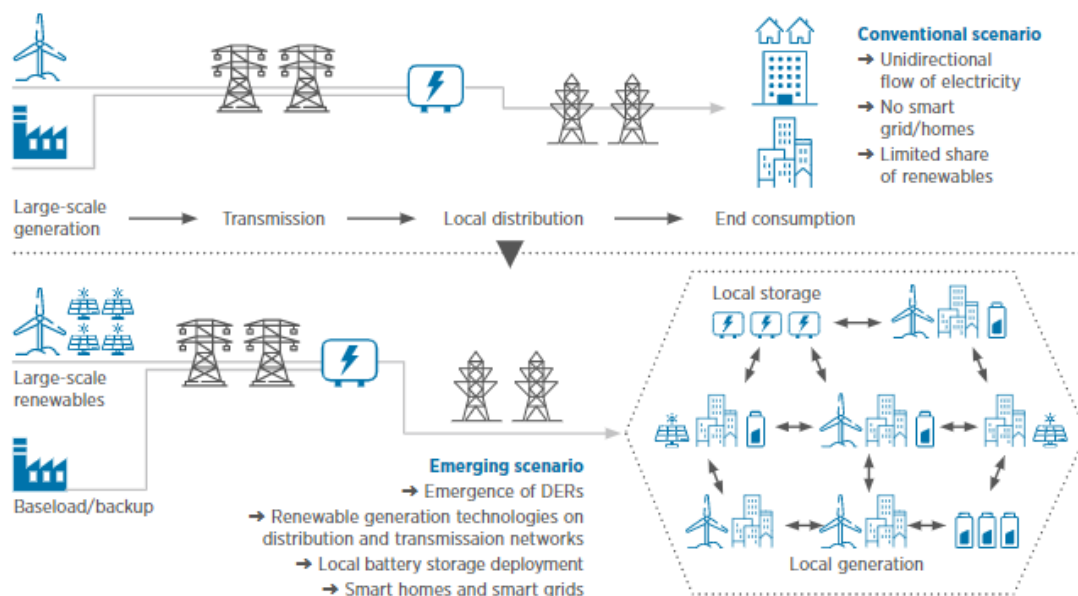 Conventional scenario
→ Unidirectional
flow of electricity
→ No smart
grid/homes
→ Limited share
of renewables
Large-scale
generation
Transmission
Local distribution
End consumption
Large-scale
renewables
Baseload/backup
Emerging scenario
→ Emergence of DERs
→ Renewable generation technologies on
distribution and transmissaion networks
→ Local battery storage deployment
→ Smart homes and smart grids
Local storage
Local generation